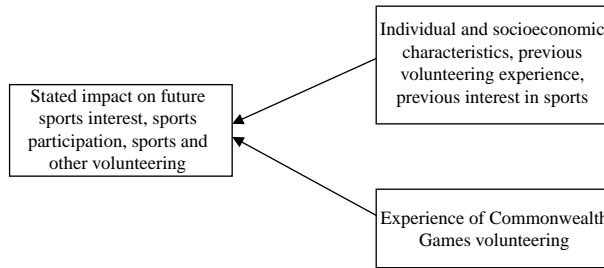 Individual and socioeconomic
characteristics, previous
volunteering experience,
previous interest in sports
Stated impact on future
sports interest, sports
participation, sports and
other volunteering
Experience of Commonwealth
Games volunteering